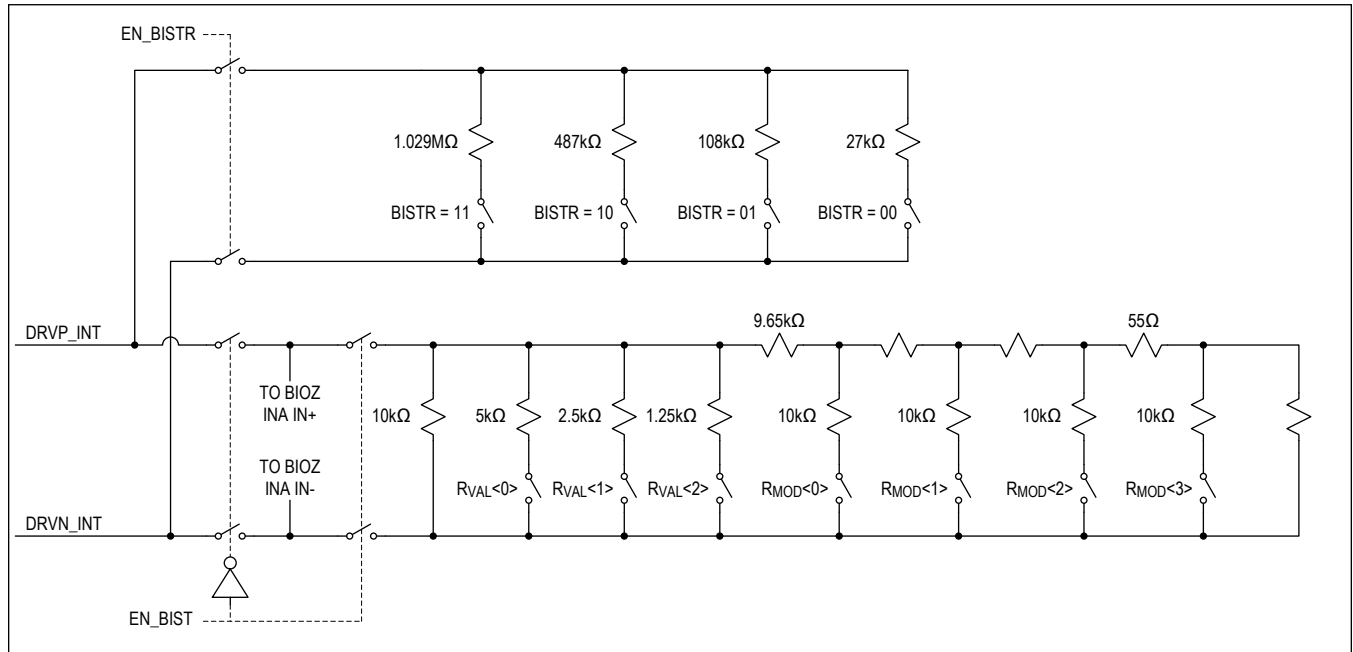 EN_BISTR
1.029MΩ
487kΩ
108kΩ
27kΩ
BISTR = 11
BISTR = 10
BISTR = 01
BISTR = 00
DRVP_INT
9.65kΩ
55Ω
TO BIOZ
INA IN+
10kΩ
5kΩ
2.5kΩ
1.25kΩ
10kΩ
10kΩ
10kΩ
10kΩ
TO BIOZ
INA IN-
RVAL<0>
RVAL<1>
RVAL<2>
RMOD<0>
RMOD<1>
RMOD<2>
RMOD<3>
DRVN_INT
EN_BIST